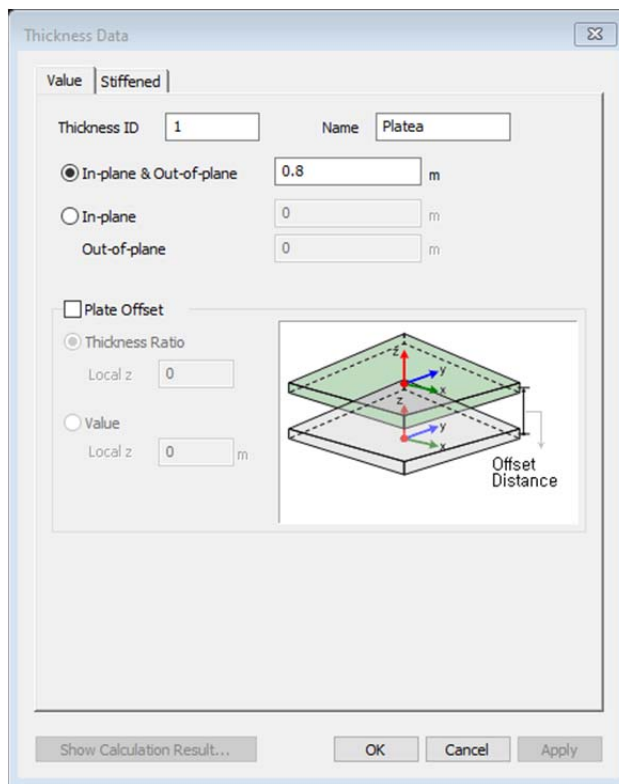 Thickness Data
Value Stiffened
Thickness ID 1 Name Platea
In-plane & Out-of-plane 0.8 m
In-plane 0 m
Out-of-plane 0 m
Plate Offset
Thickness Ratio
Local z 0
Value
Local z 0 m
z y x
z y x
Offset
Distance
Show Calculation Result... OK Cancel Apply